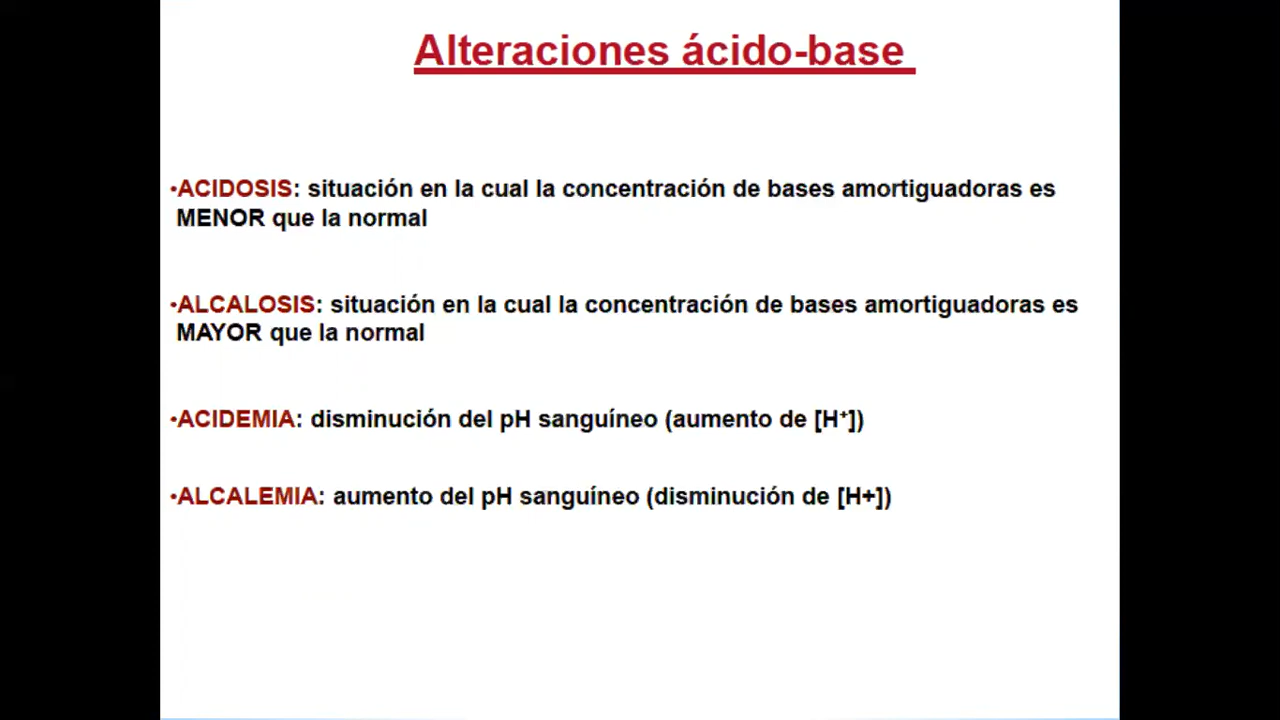 Alteraciones ácido-base
•ACIDOSIS: situación en la cual la concentración de bases amortiguadoras es
MENOR que la normal
•ALCALOSIS: situación en la cual la concentración de bases amortiguadoras es
MAYOR que la normal
•ACIDEMIA: disminución del pH sanguíneo (aumento de [H⁺])
•ALCALEMIA: aumento del pH sanguíneo (disminución de [H+])